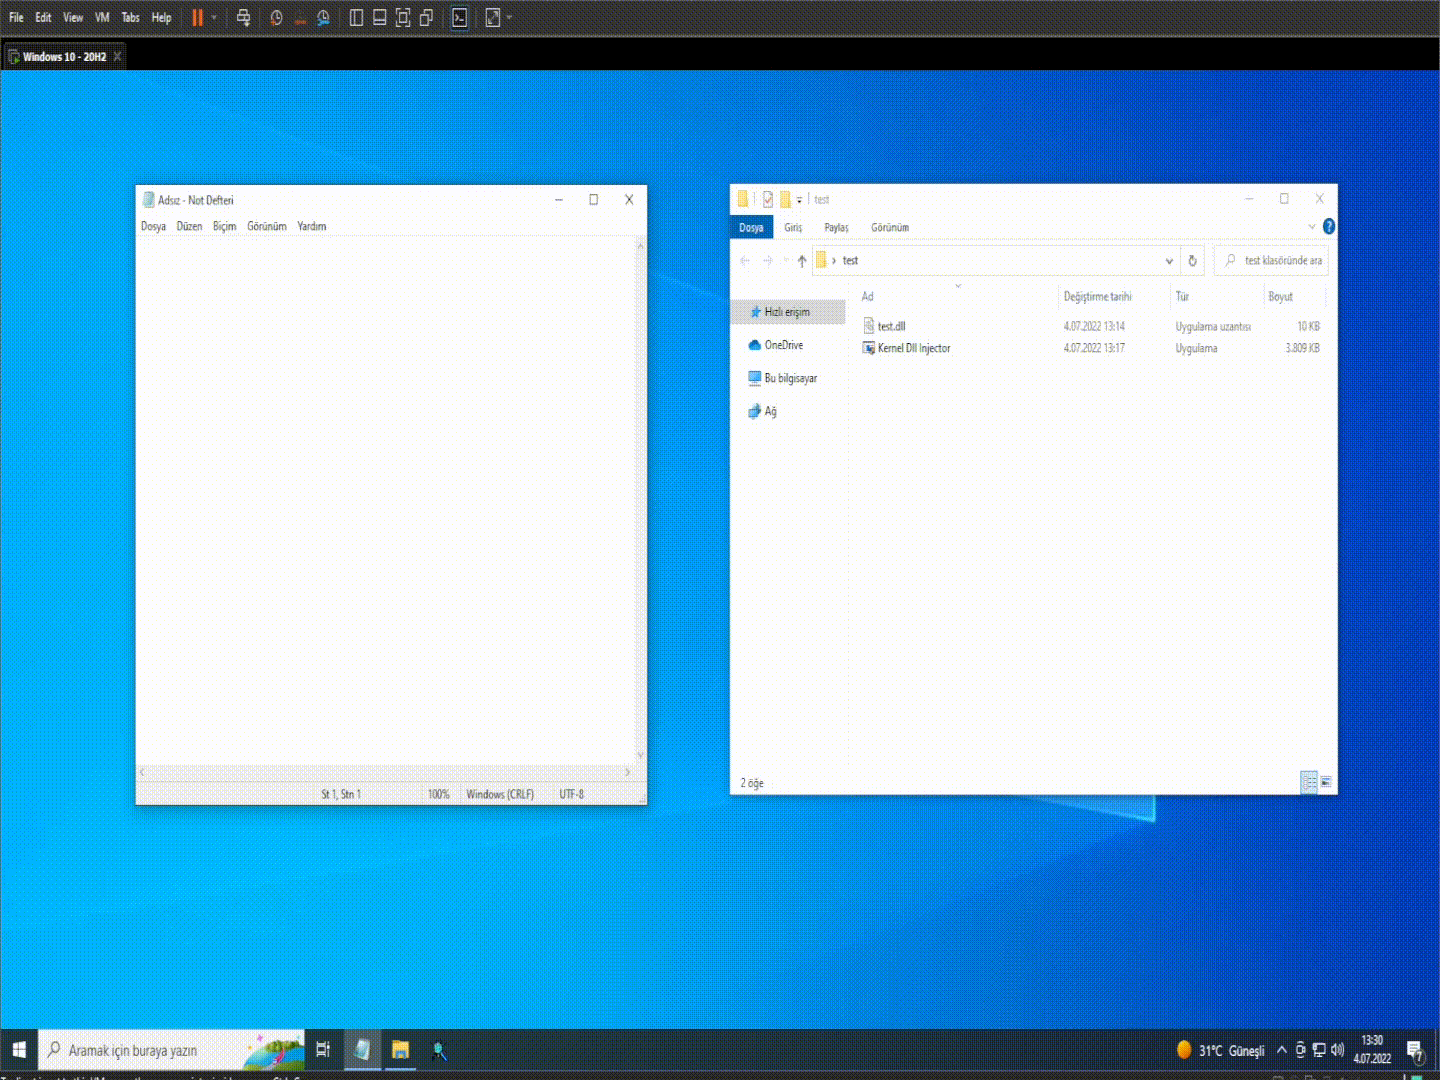 File Edit View VM Tabs Help
Windows 10 - 20H2
Adsız - Not Defteri
Dosya Düzen Biçim Görünüm Yardım
St 1, Stn 1 100% Windows (CRLF) UTF-8
test
Dosya Giriş Paylaş Görünüm
test
test klasöründe ara
Ad Değiştirme tarihi Tür Boyut
Hızlı erişim
OneDrive
Bu bilgisayar
Ağ
test.dll 4.07.2022 13:14 Uygulama uzantısı 10 KB
Kernel Dll Injector 4.07.2022 13:17 Uygulama 3.809 KB
2 öğe
Aramak için buraya yazın
31°C Güneşli
13:30
4.07.2022
7